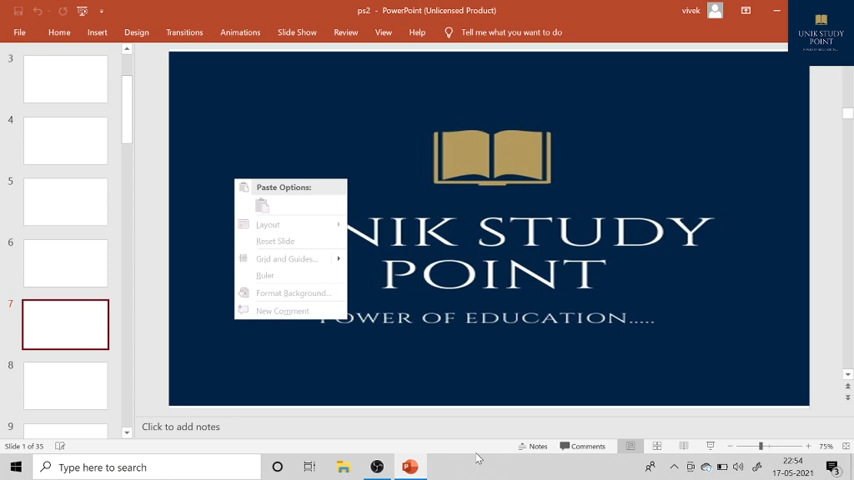 ps2 - PowerPoint (Unlicensed Product)
vivek
File Home Insert Design Transitions Animations Slide Show Review View Help Tell me what you want to do
UNIK STUDY
POINT
3
4
5
6
7
8
9
Paste Options:
Layout
Reset Slide
Grid and Guides...
Ruler
Format Background...
New Comment
NIK STUDY
POINT
POWER OF EDUCATION.....
Click to add notes
Slide 1 of 35
Notes
Comments
75%
Type here to search
22:54
17-05-2021
3